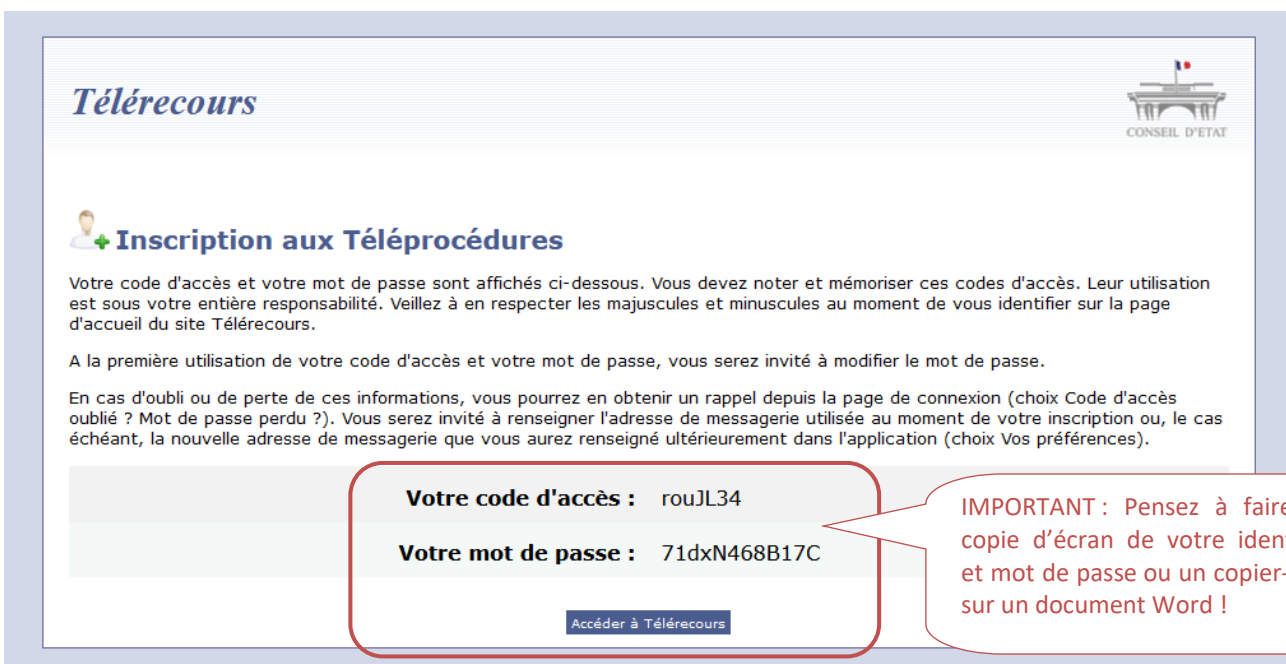 Télérecours
CONSEIL D'ETAT
Inscription aux Téléprocédures
Votre code d'accès et votre mot de passe sont affichés ci-dessous. Vous devez noter et mémoriser ces codes d'accès. Leur utilisation
est sous votre entière responsabilité. Veillez à en respecter les majuscules et minuscules au moment de vous identifier sur la page
d'accueil du site Télérecours.
A la première utilisation de votre code d'accès et votre mot de passe, vous serez invité à modifier le mot de passe.
En cas d'oubli ou de perte de ces informations, vous pourrez en obtenir un rappel depuis la page de connexion (choix Code d'accès
oublié ? Mot de passe perdu ?). Vous serez invité à renseigner l'adresse de messagerie utilisée au moment de votre inscription ou, le cas
échéant, la nouvelle adresse de messagerie que vous aurez renseigné ultérieurement dans l'application (choix Vos préférences).
Votre code d'accès : rouJL34
Votre mot de passe : 71dxN468B17C
Accéder à Télérecours
IMPORTANT : Pensez à faire
copie d’écran de votre iden
et mot de passe ou un copier-
sur un document Word !